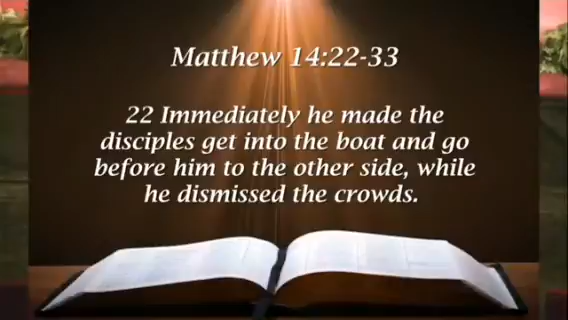 Matthew 14:22-33
22 Immediately he made the
disciples get into the boat and go
before him to the other side, while
he dismissed the crowds.